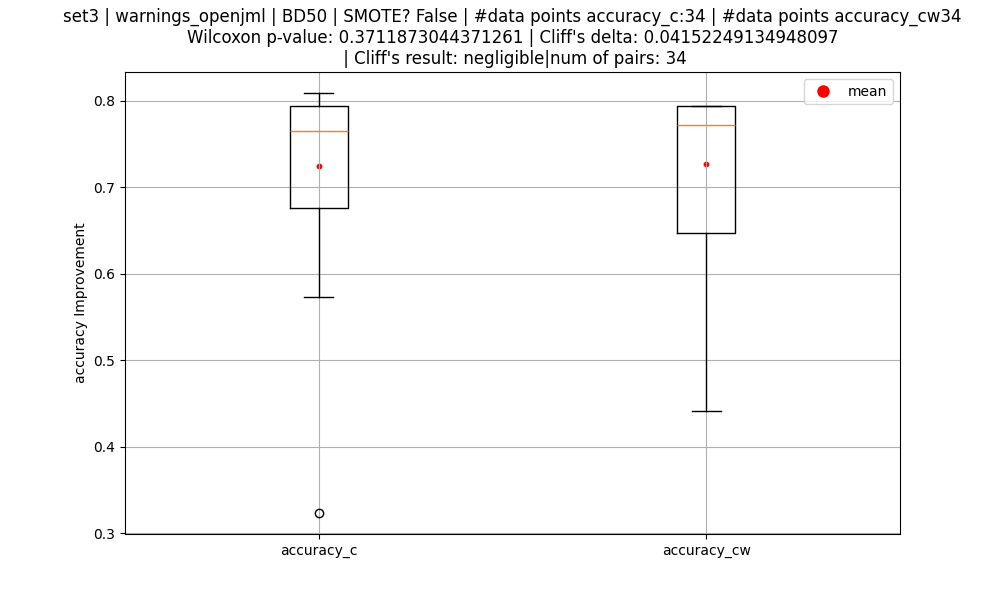 set3 | warnings_openjml | BD50 | SMOTE? False | #data points accuracy_c:34 | #data points accuracy_cw34
Wilcoxon p-value: 0.3711873044371261 | Cliff's delta: 0.04152249134948097
| Cliff's result: negligible|num of pairs: 34
mean
accuracy Improvement
0.8
0.7
0.6
0.5
0.4
0.3
accuracy_c
accuracy_cw